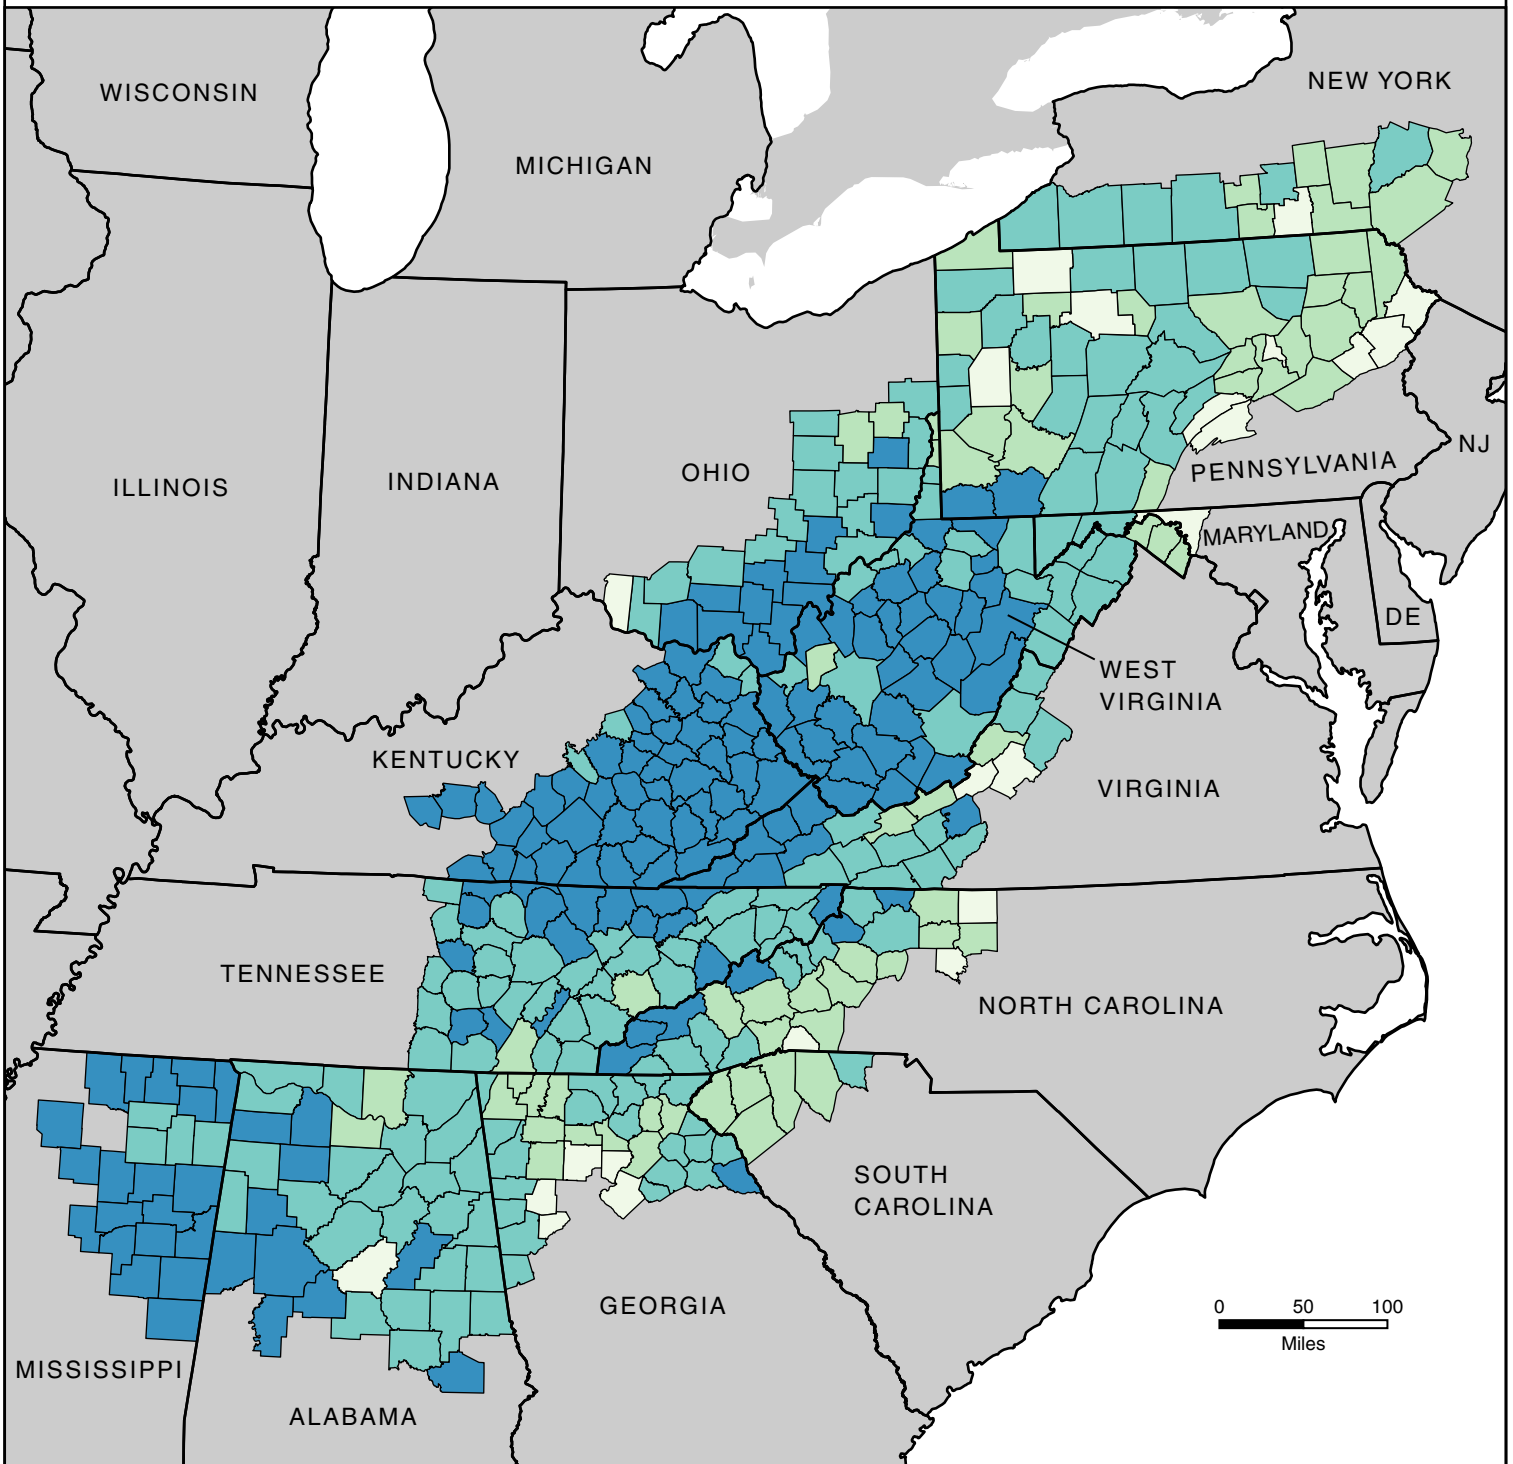 WISCONSIN
NEW YORK
MICHIGAN
ILLINOIS
INDIANA
OHIO
NJ
PENNSYLVANIA
MARYLAND
DE
WEST
VIRGINIA
KENTUCKY
VIRGINIA
TENNESSEE
NORTH CAROLINA
SOUTH
CAROLINA
GEORGIA
0 50 100
Miles
MISSISSIPPI
ALABAMA